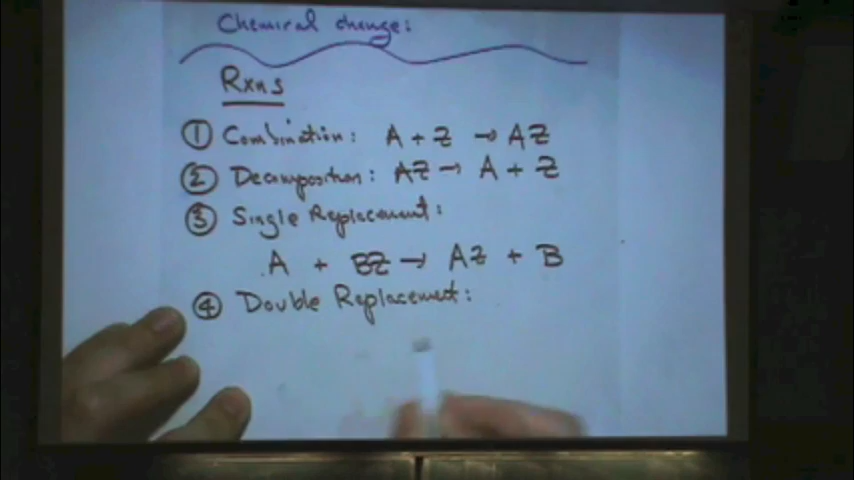 Chemical change:
Rxns
① Combination: A + Z → AZ
② Decomposition: AZ → A + Z
③ Single Replacement:
A + BZ → AZ + B
④ Double Replacement: